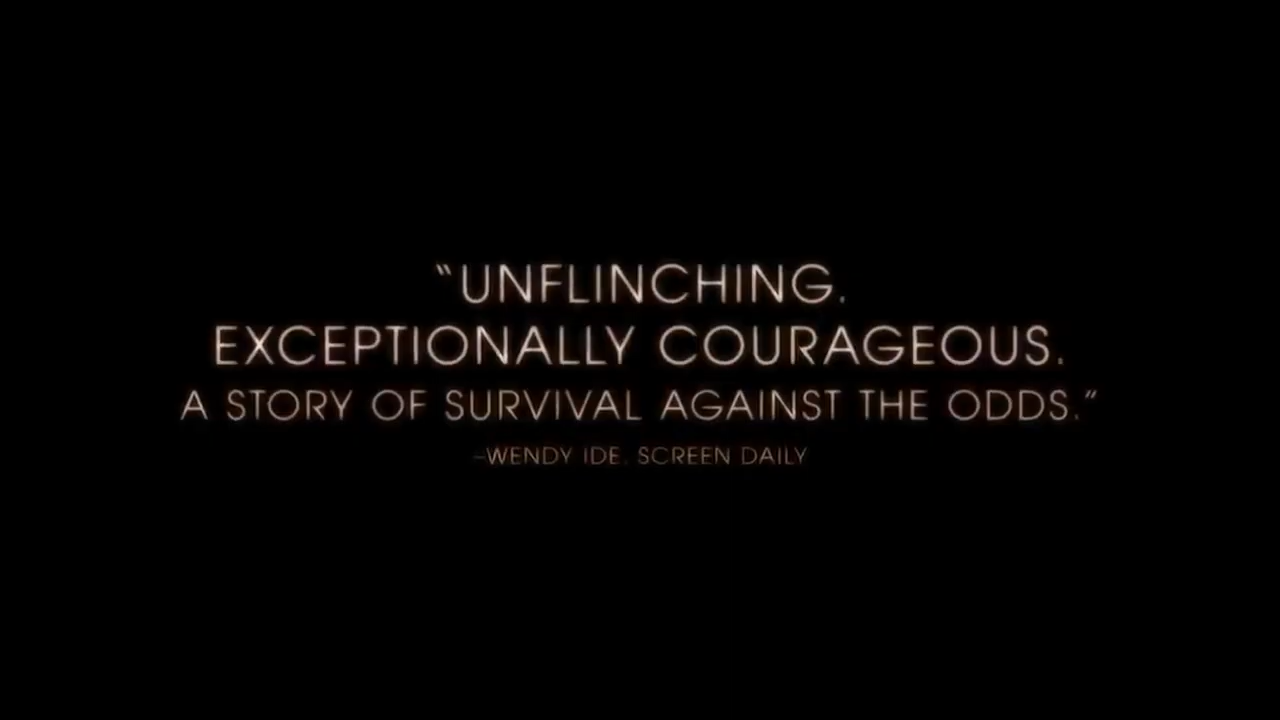 “UNFLINCHING.
EXCEPTIONALLY COURAGEOUS.
A STORY OF SURVIVAL AGAINST THE ODDS.”
–WENDY IDE, SCREEN DAILY